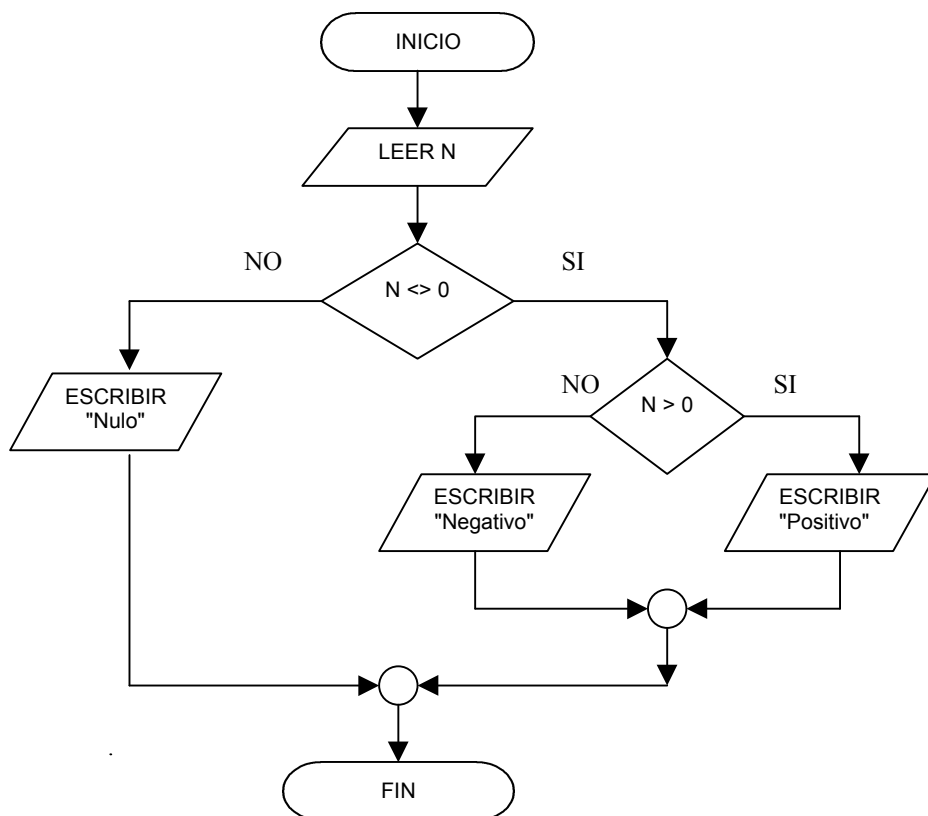 INICIO
LEER N
NO
SI
N <> 0
ESCRIBIR
"Nulo"
NO
SI
N > 0
ESCRIBIR
"Negativo"
ESCRIBIR
"Positivo"
FIN